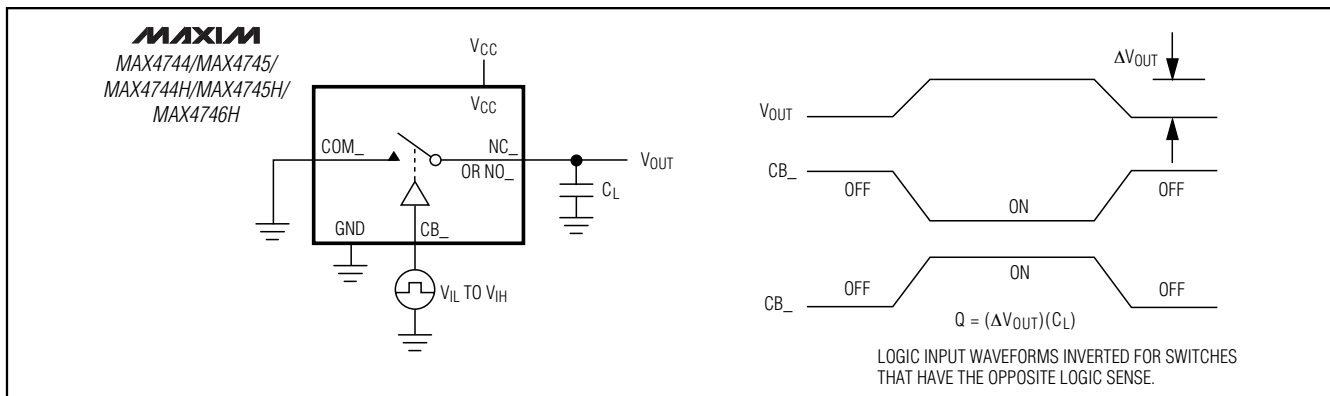 MAXIM
MAX4744/MAX4745/
MAX4744H/MAX4745H/
MAX4746H
VCC
VCC
COM_
NC_
OR NO_
VOUT
CL
GND
CB_
VIL TO VIH
ΔVOUT
VOUT
CB_
OFF
ON
OFF
CB_
OFF
ON
OFF
Q = (ΔVOUT)(CL)
LOGIC INPUT WAVEFORMS INVERTED FOR SWITCHES
THAT HAVE THE OPPOSITE LOGIC SENSE.